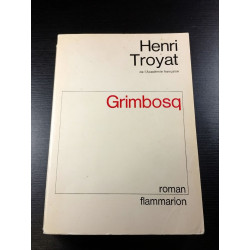 Henri
Troyat
de l'Académie française
Grimbosq
roman
flammarion